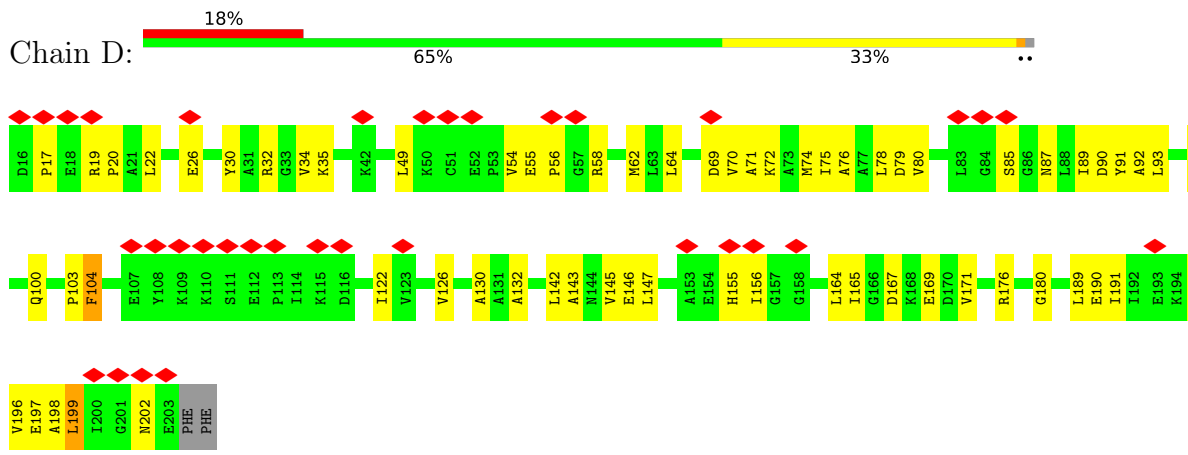 18%
Chain D:
65% 33% ..
D16 P17 E18 R19 P20 A21 L22 E26 Y30 A31 R32 G33 V34 K35 K42 L49 K50 C51 E52 P53 V54 E55 P56 G57 R58 M62 L63 L64 D69 V70 A71 K72 A73 M74 I75 A76 A77 L78 D79 V80 L83 G84 S85 G86 N87 L88 I89 D90 Y91 A92 L93
Q100 P103 F104 E107 Y108 K109 K110 S111 E112 P113 I114 K115 D116 I122 V123 V126 A130 A131 A132 L142 A143 N144 V145 E146 L147 A153 E154 H155 I156 G157 G158 L164 I165 G166 D167 K168 E169 D170 V171 R176 G180 L189 E190 I191 I192 E193 K194
V196 E197 A198 L199 I200 G201 N202 E203 PHE PHE